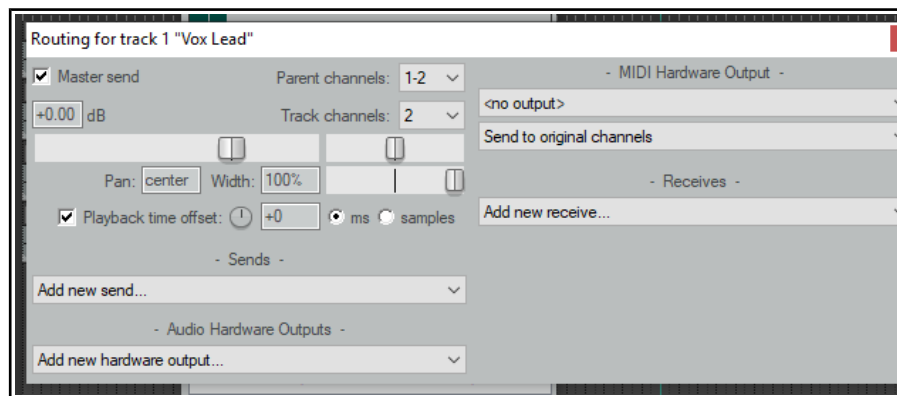 Routing for track 1 "Vox Lead"
Master send
Parent channels: 1-2
+0.00 dB
Track channels: 2
Pan: center Width: 100%
Playback time offset: +0 ms samples
- Sends -
Add new send...
- Audio Hardware Outputs -
Add new hardware output...
- MIDI Hardware Output -
<no output>
Send to original channels
- Receives -
Add new receive...